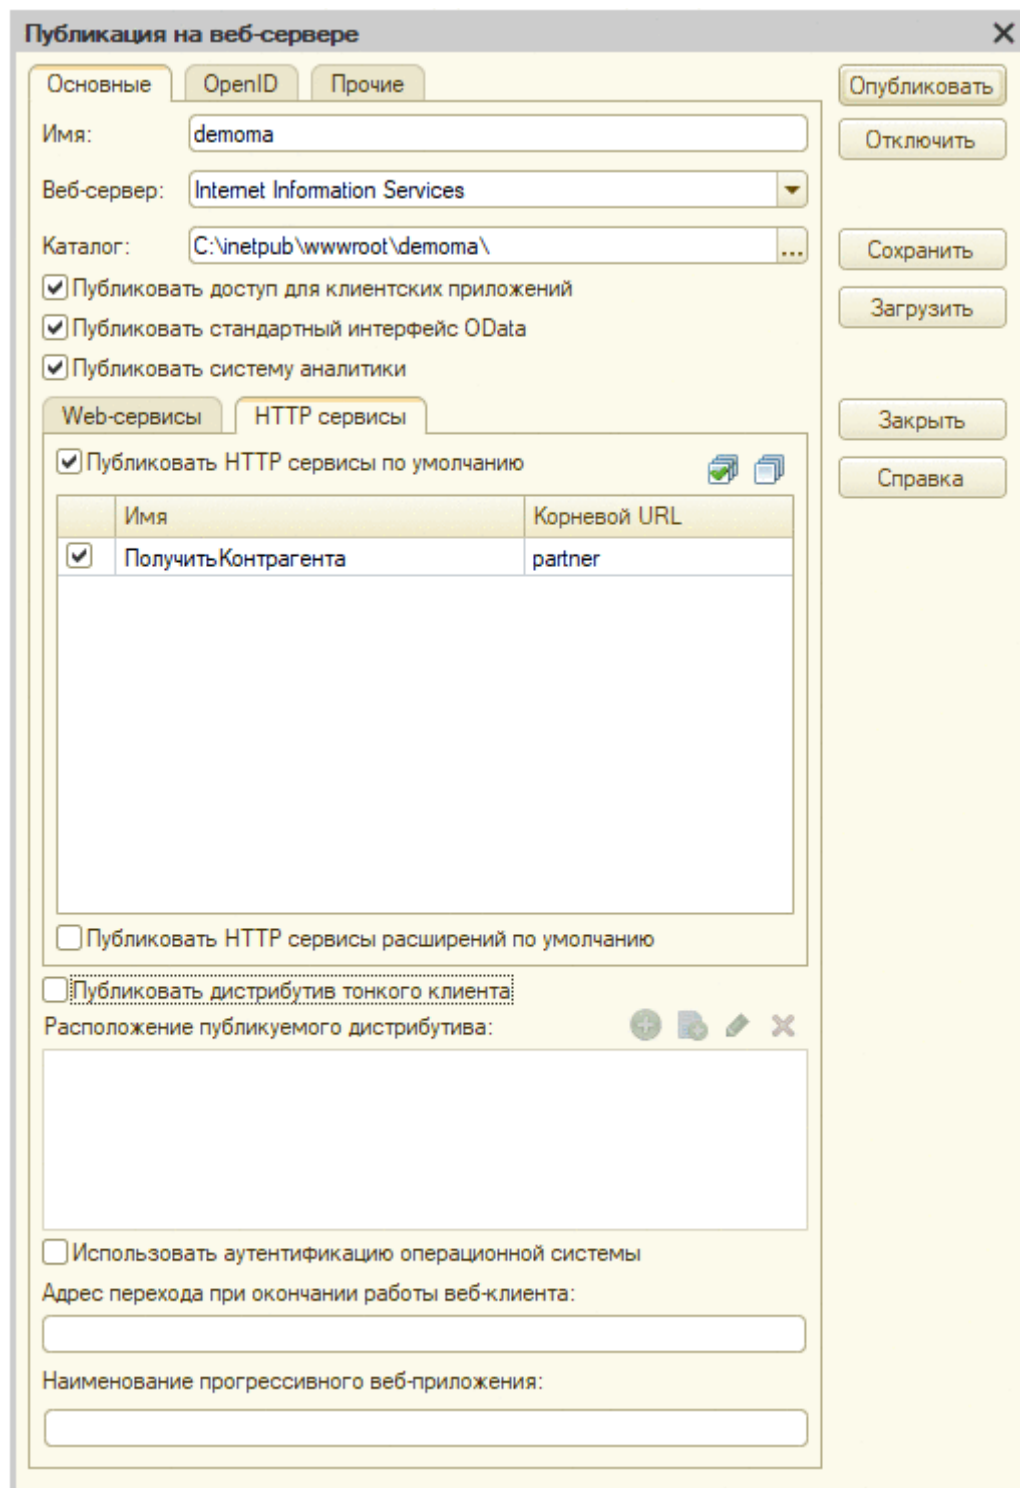 Публикация на веб-сервере
Основные OpenID Прочие
Опубликовать
Имя: demoma
Отключить
Веб-сервер: Internet Information Services
Каталог: C:\inetpub\wwwroot\demoma\ ...
Сохранить
Публиковать доступ для клиентских приложений
Загрузить
Публиковать стандартный интерфейс OData
Публиковать систему аналитики
Web-сервисы HTTP сервисы
Закрыть
Публиковать HTTP сервисы по умолчанию
Справка
Имя Корневой URL
ПолучитьКонтрагента partner
Публиковать HTTP сервисы расширений по умолчанию
Публиковать дистрибутив тонкого клиента
Расположение публикуемого дистрибутива:
Использовать аутентификацию операционной системы
Адрес перехода при окончании работы веб-клиента:
Наименование прогрессивного веб-приложения: